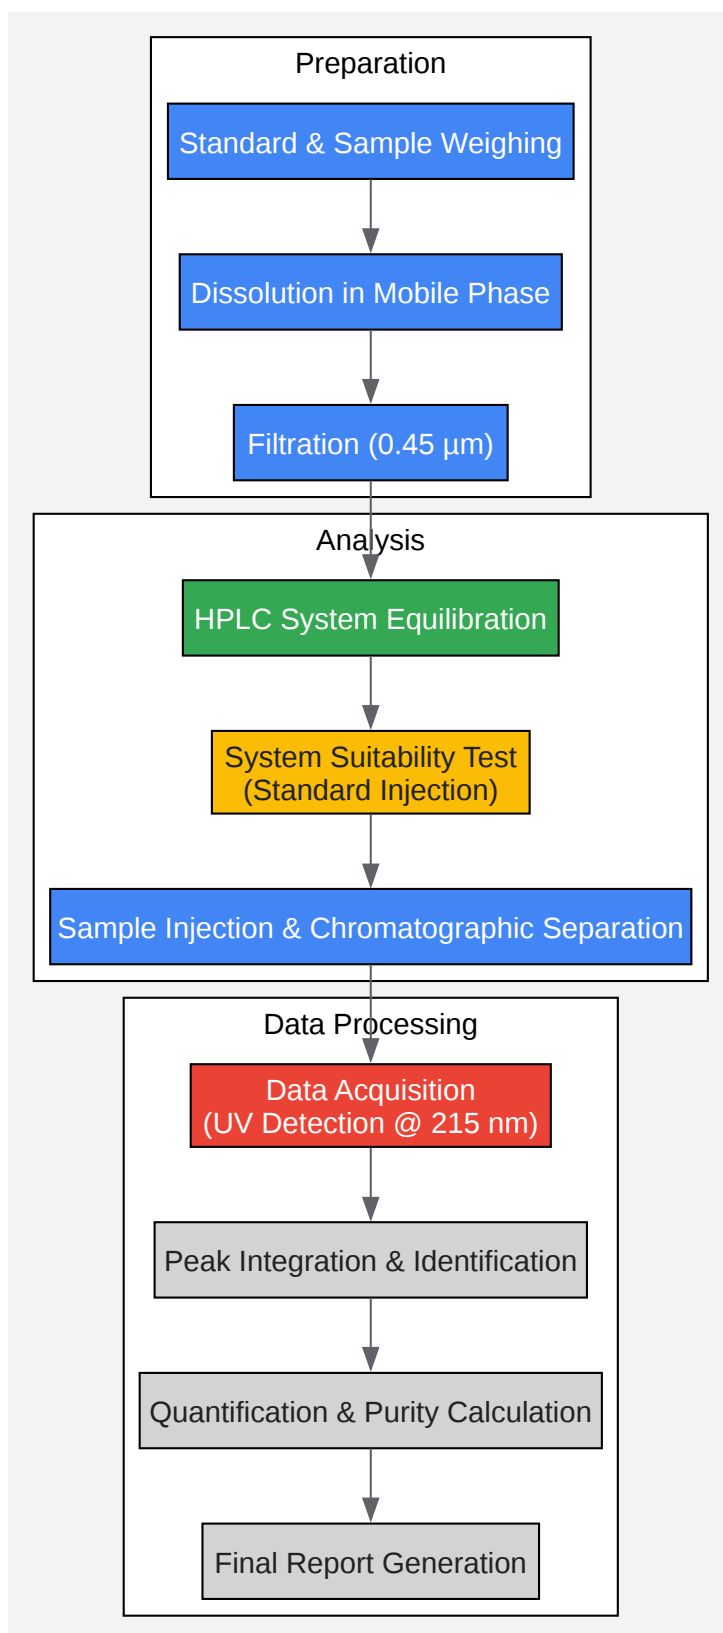 Preparation
Standard & Sample Weighing
Dissolution in Mobile Phase
Filtration (0.45 µm)
Analysis
HPLC System Equilibration
System Suitability Test
(Standard Injection)
Sample Injection & Chromatographic Separation
Data Processing
Data Acquisition
(UV Detection @ 215 nm)
Peak Integration & Identification
Quantification & Purity Calculation
Final Report Generation